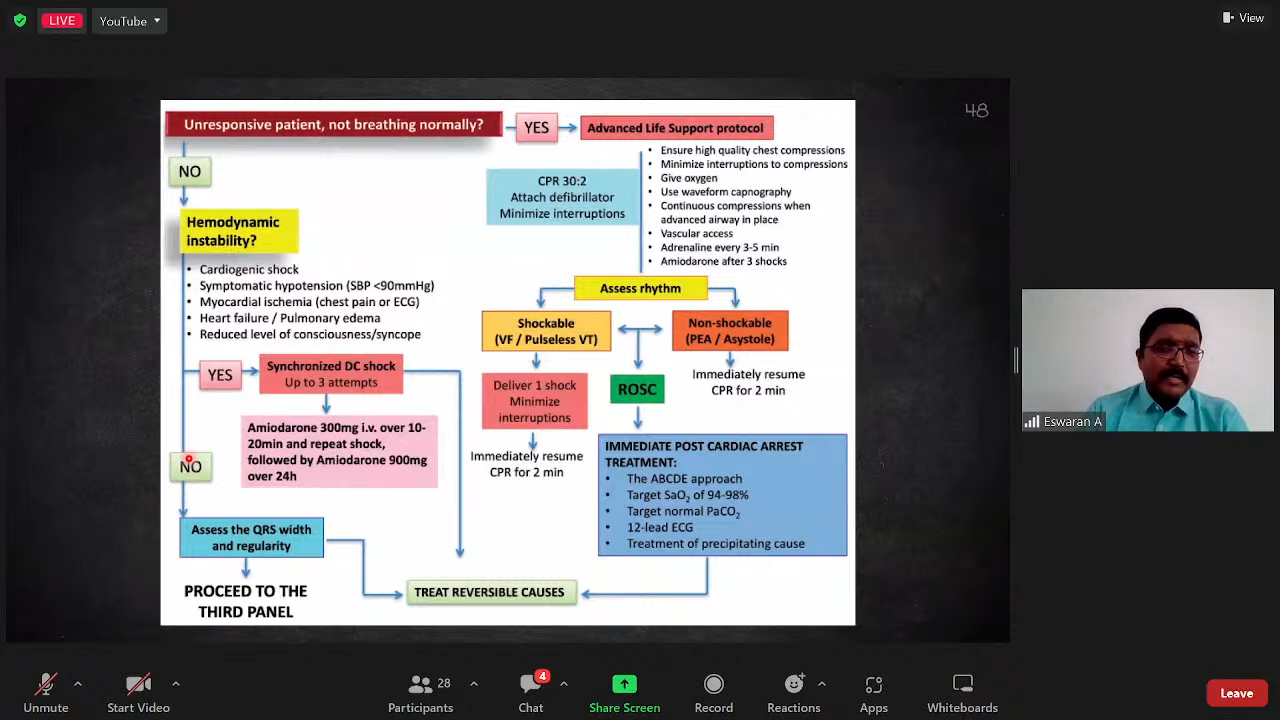 LIVE
YouTube
View
48
Unresponsive patient, not breathing normally?
YES
Advanced Life Support protocol
• Ensure high quality chest compressions
• Minimize interruptions to compressions
• Give oxygen
• Use waveform capnography
• Continuous compressions when
advanced airway in place
• Vascular access
• Adrenaline every 3-5 min
• Amiodarone after 3 shocks
NO
CPR 30:2
Attach defibrillator
Minimize interruptions
Hemodynamic
instability?
• Cardiogenic shock
• Symptomatic hypotension (SBP <90mmHg)
• Myocardial ischemia (chest pain or ECG)
• Heart failure / Pulmonary edema
• Reduced level of consciousness/syncope
Assess rhythm
Shockable
(VF / Pulseless VT)
Non-shockable
(PEA / Asystole)
YES
Synchronized DC shock
Up to 3 attempts
Deliver 1 shock
Minimize
interruptions
ROSC
Immediately resume
CPR for 2 min
Amiodarone 300mg i.v. over 10-
20min and repeat shock,
followed by Amiodarone 900mg
over 24h
Immediately resume
CPR for 2 min
IMMEDIATE POST CARDIAC ARREST
TREATMENT:
• The ABCDE approach
• Target SaO₂ of 94-98%
• Target normal PaCO₂
• 12-lead ECG
• Treatment of precipitating cause
NO
Assess the QRS width
and regularity
PROCEED TO THE
THIRD PANEL
TREAT REVERSIBLE CAUSES
Eswaran A
Unmute
Start Video
28
Participants
4
Chat
Share Screen
Record
Reactions
Apps
Whiteboards
Leave